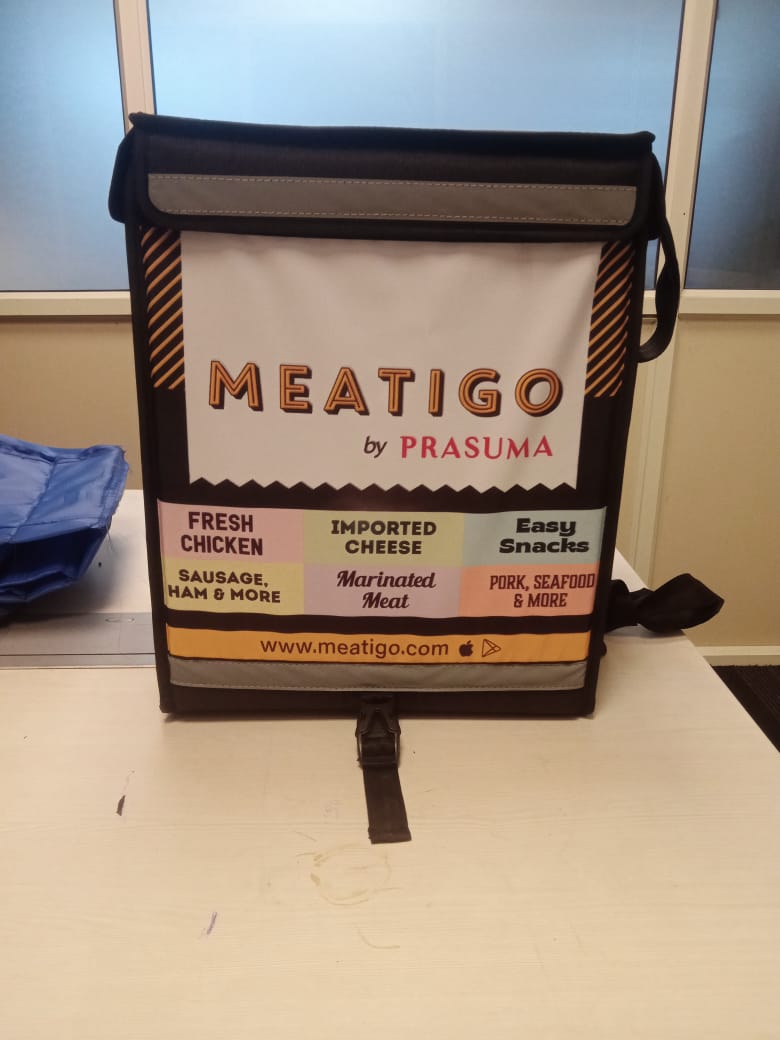 MEATIGO
by PRASUMA
FRESH
CHICKEN
IMPORTED
CHEESE
Easy
Snacks
SAUSAGE,
HAM & MORE
Marinated
Meat
PORK, SEAFOOD
& MORE
www.meatigo.com